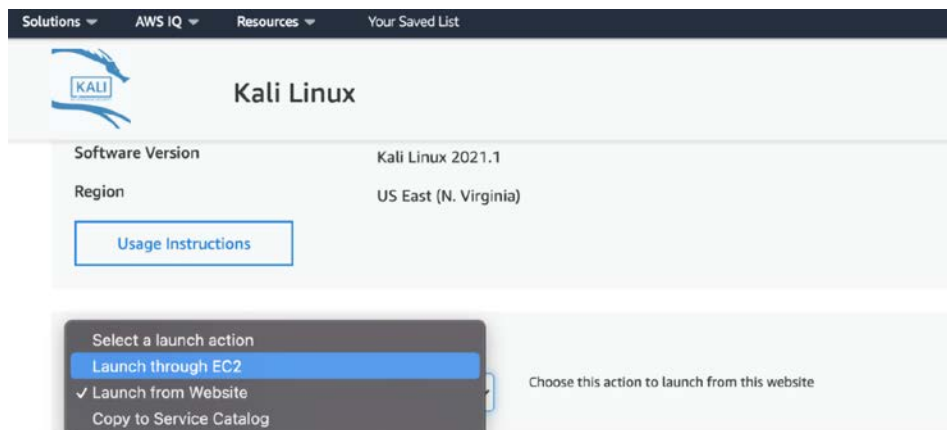 Solutions AWS IQ Resources Your Saved List
KALI
Kali Linux
Software Version Kali Linux 2021.1
Region US East (N. Virginia)
Usage Instructions
Select a launch action
Launch through EC2
✓ Launch from Website
Choose this action to launch from this website
Copy to Service Catalog